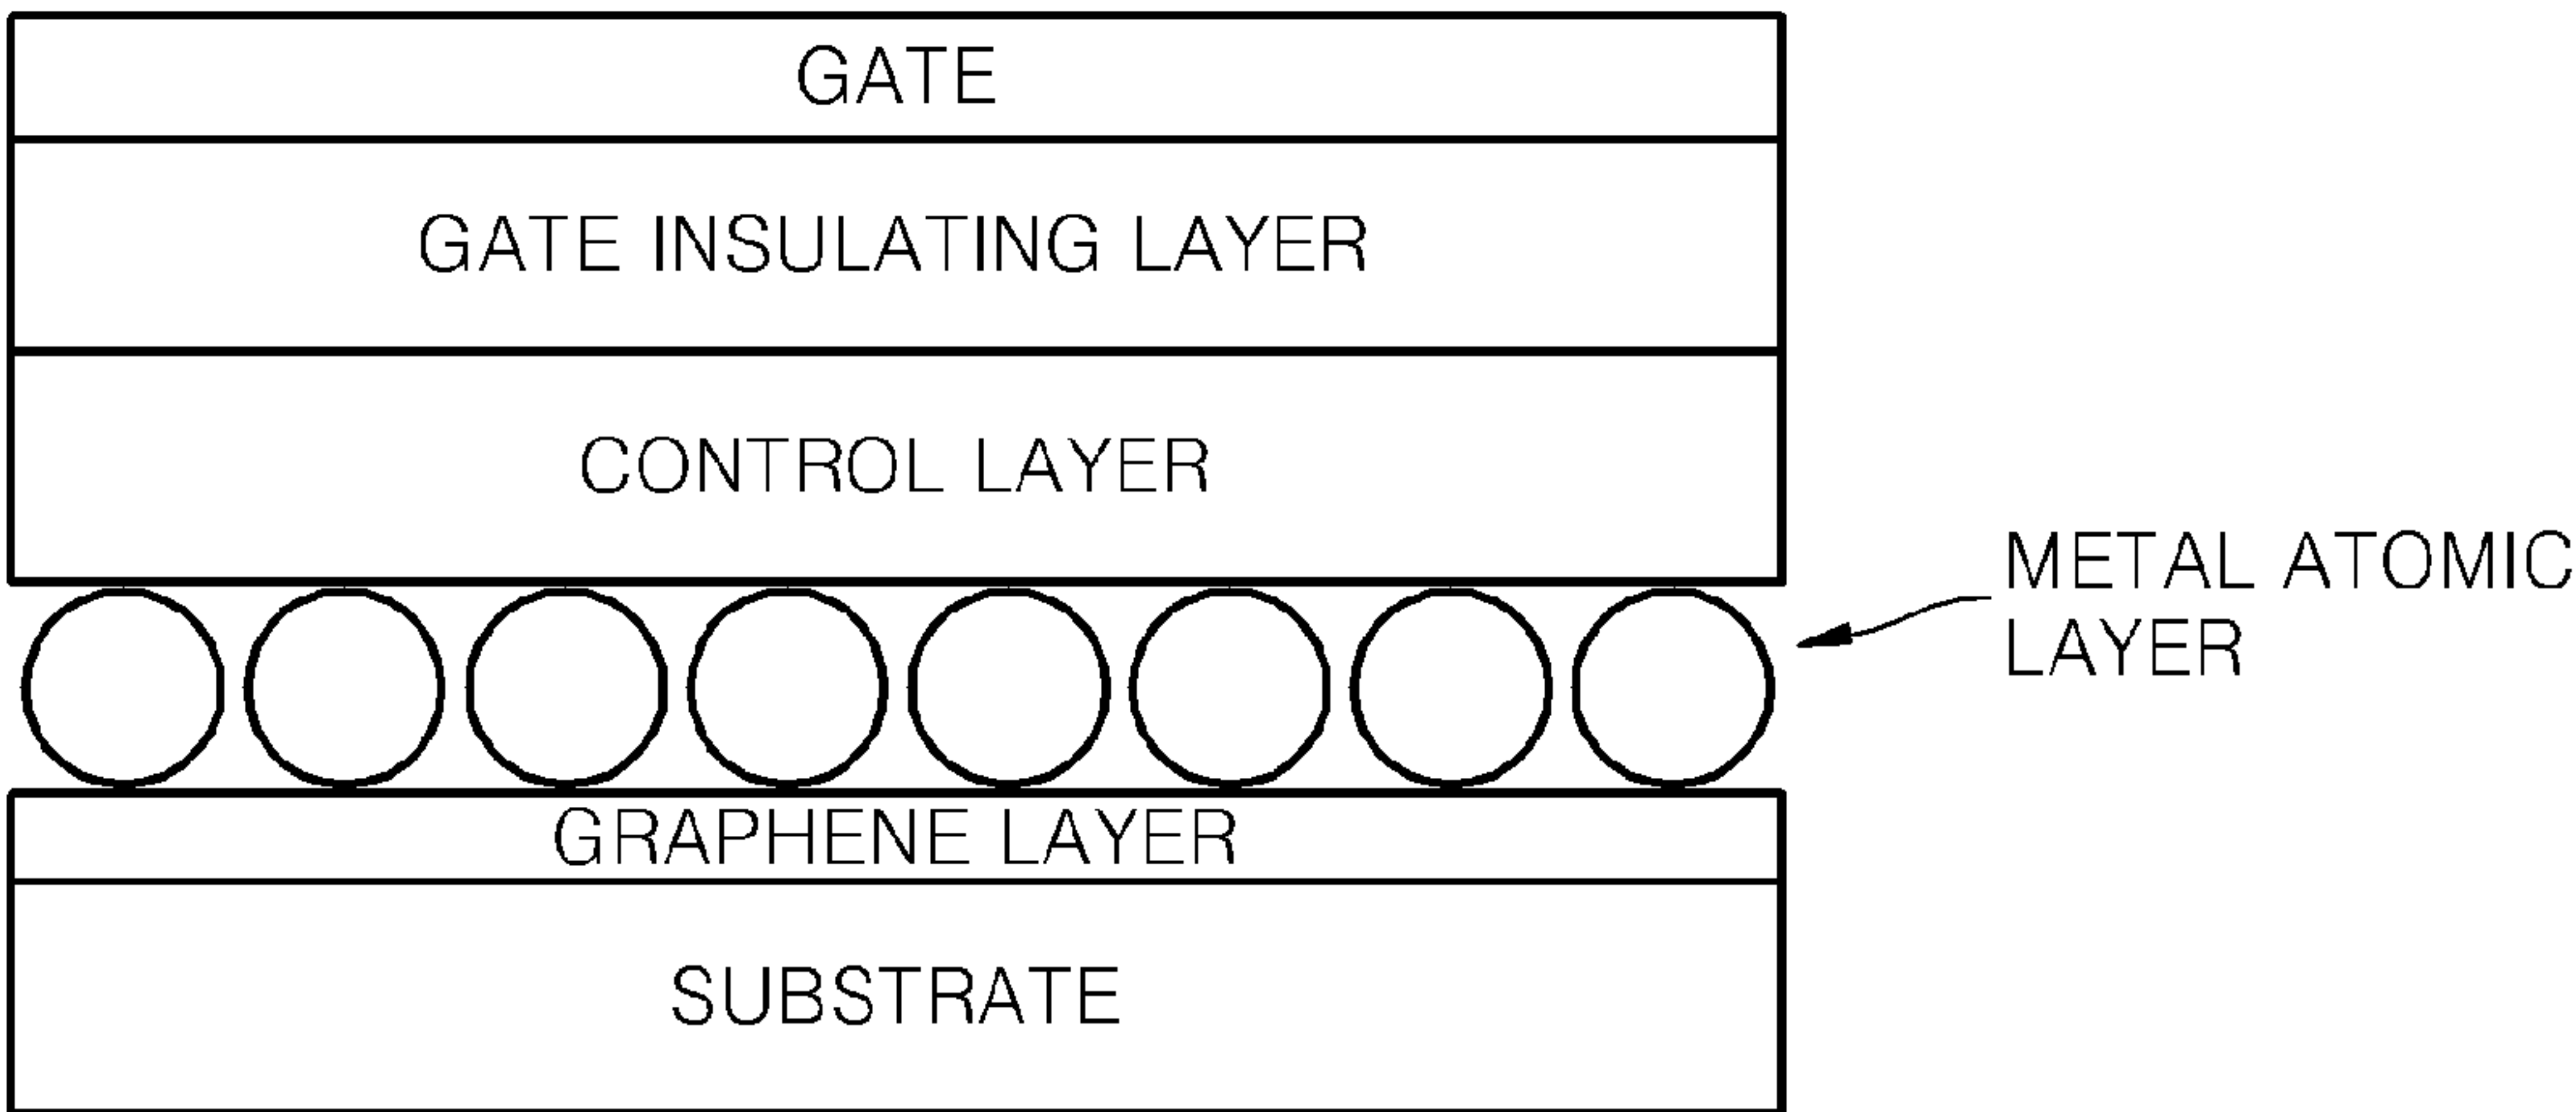 GATE
GATE INSULATING LAYER
CONTROL LAYER
METAL ATOMIC
LAYER
GRAPHENE LAYER
SUBSTRATE